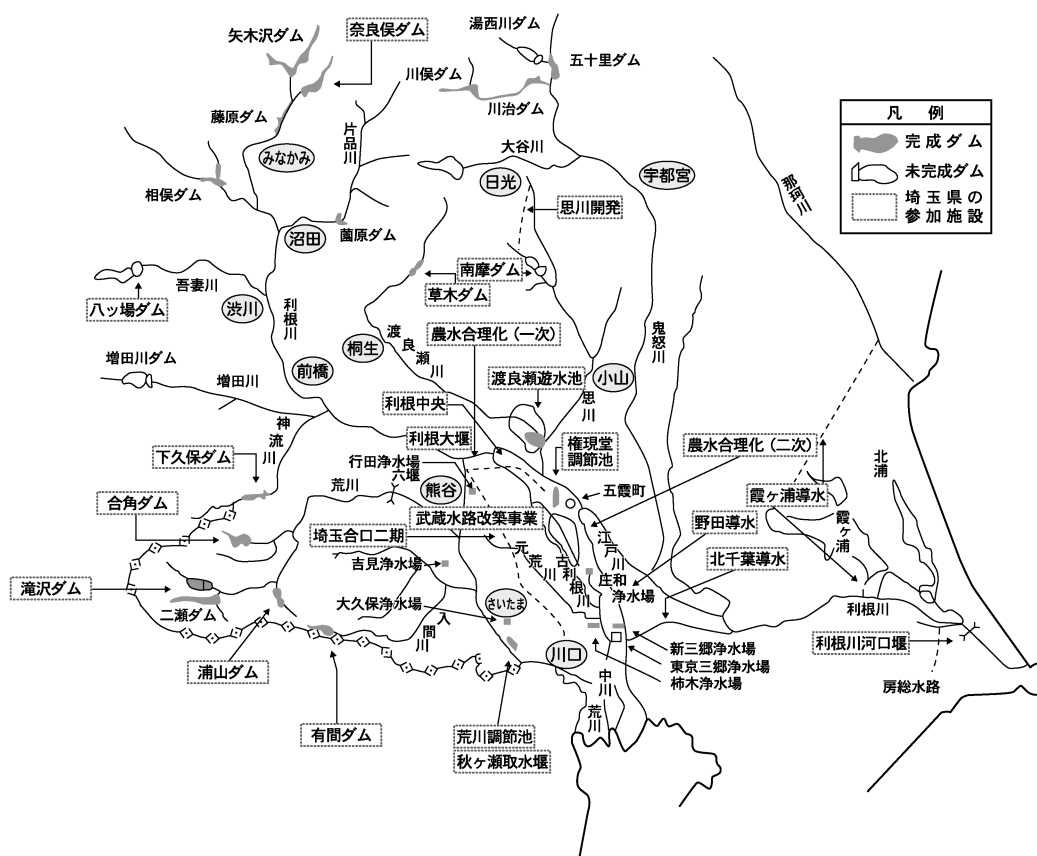 矢木沢ダム
奈良俣ダム
湯西川ダム
五十里ダム
川俣ダム
川治ダム
藤原ダム
片品川
みなかみ
大谷川
日光
宇都宮
那珂川
凡 例
完成ダム
未完成ダム
埼玉県の
参加施設
相俣ダム
思川開発
沼田
薗原ダム
南摩ダム
草木ダム
八ッ場ダム
吾妻川
渋川
利根川
農水合理化（一次）
渡良瀬川
桐生
鬼怒川
増田川ダム
増田川
前橋
渡良瀬遊水池
小山
思川
利根中央
神流川
利根大堰
権現堂
調節池
農水合理化（二次）
下久保ダム
行田浄水場
六堰
北浦
荒川
熊谷
五霞町
霞ヶ浦導水
合角ダム
武蔵水路改築事業
野田導水
霞ヶ浦
埼玉合口二期
江戸川
元荒川
古利根川
北千葉導水
吉見浄水場
滝沢ダム
庄和
浄水場
二瀬ダム
大久保浄水場
さいたま
利根川
入間川
新三郷浄水場
利根川河口堰
川口
東京三郷浄水場
浦山ダム
柿木浄水場
中川
房総水路
荒川
有間ダム
荒川調節池
秋ヶ瀬取水堰